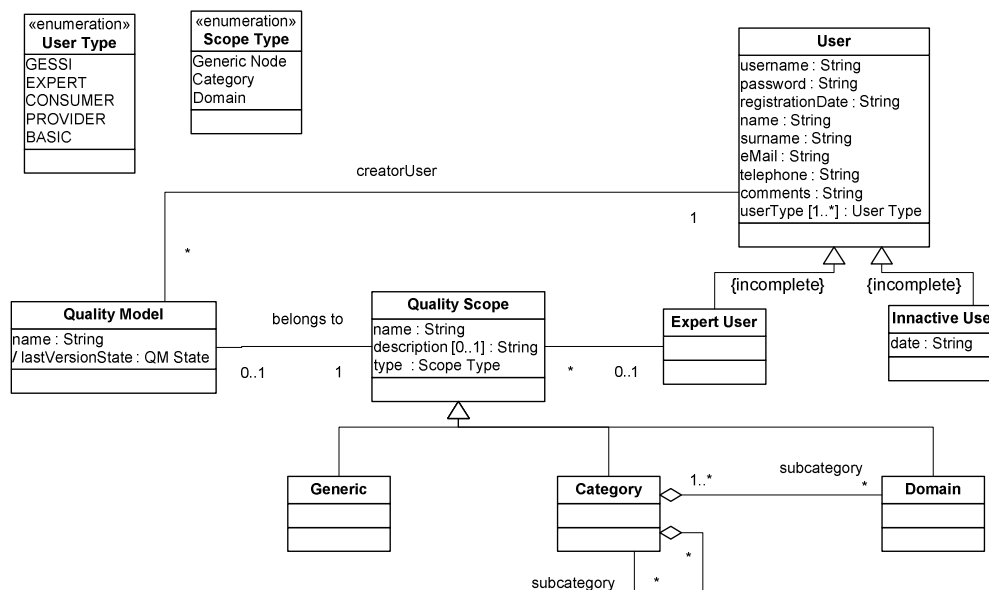 «enumeration»
User Type
GESSI
EXPERT
CONSUMER
PROVIDER
BASIC
«enumeration»
Scope Type
Generic Node
Category
Domain
User
username : String
password : String
registrationDate : String
name : String
surname : String
eMail : String
telephone : String
comments : String
userType [1..*] : User Type
creatorUser
1
*
{incomplete}
{incomplete}
Quality Model
name : String
/ lastVersionState : QM State
belongs to
0..1
1
Quality Scope
name : String
description [0..1] : String
type : Scope Type
*
0..1
Expert User
Innactive Use
date : String
Generic
Category
1..*
subcategory
*
Domain
*
subcategory
*